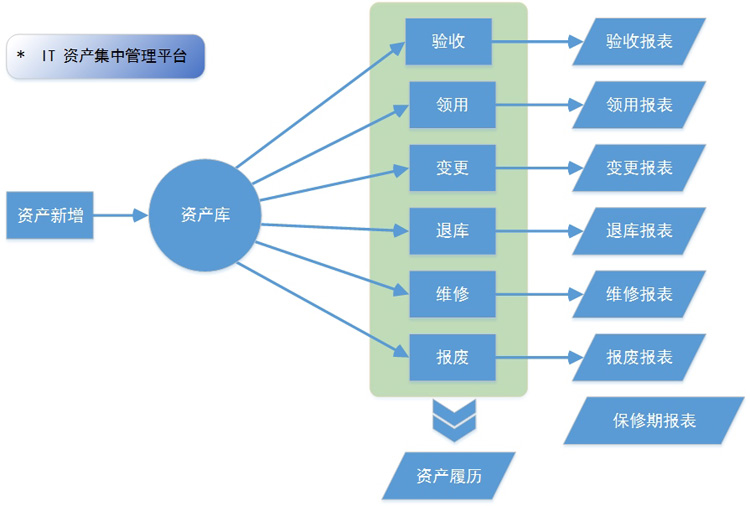 * IT 资产集中管理平台
资产新增
资产库
验收
验收报表
领用
领用报表
变更
变更报表
退库
退库报表
维修
维修报表
报废
报废报表
保修期报表
资产履历